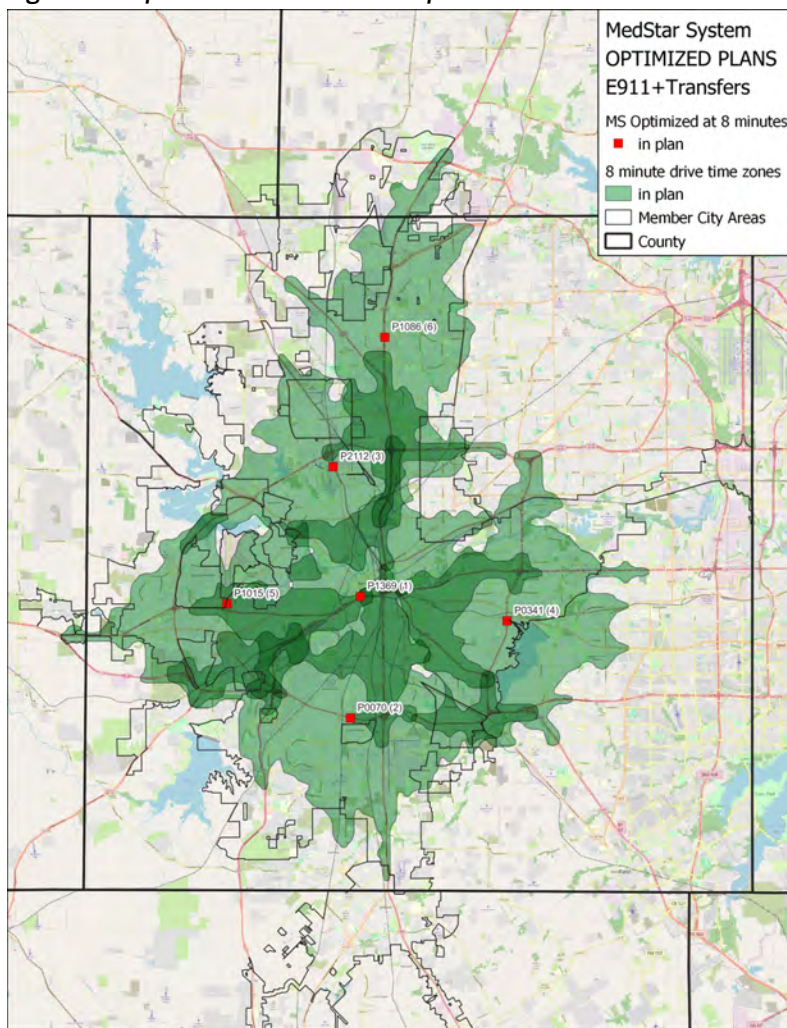 MedStar System
OPTIMIZED PLANS
E911+Transfers
MS Optimized at 8 minutes
in plan
8 minute drive time zones
in plan
Member City Areas
County
P1086 (6)
P2112 (3)
P1369 (1)
P1015 (5)
P0341 (4)
P0070 (2)